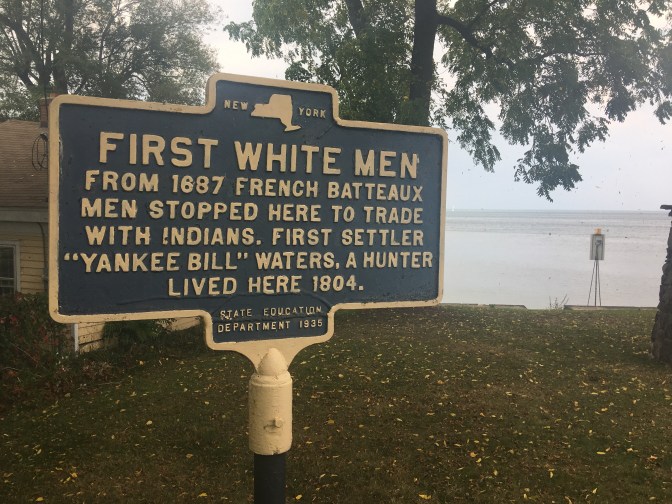 NEW YORK
FIRST WHITE MEN
FROM 1687 FRENCH BATTEAUX
MEN STOPPED HERE TO TRADE
WITH INDIANS. FIRST SETTLER
"YANKEE BILL" WATERS, A HUNTER
LIVED HERE 1804.
STATE EDUCATION
DEPARTMENT 1935